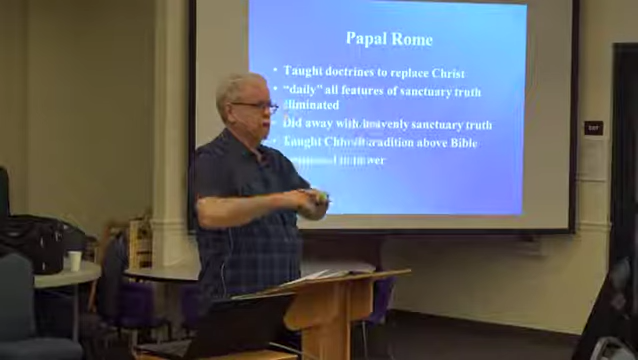 Papal Rome
• Taught doctrines to replace Christ
• “daily” all features of sanctuary truth
eliminated
• Did away with heavenly sanctuary truth
• Taught Church tradition above Bible
power